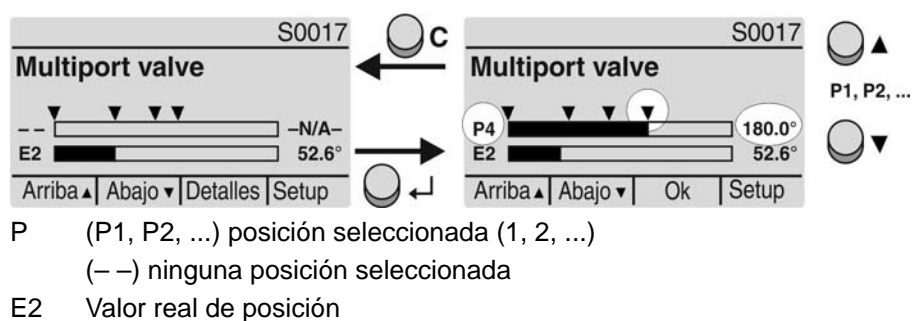 S0017
Multiport valve
– – –N/A–
E2 52.6°
Arriba▲ Abajo▼ Detalles Setup
C
S0017
Multiport valve
P4 180.0°
E2 52.6°
Arriba▲ Abajo▼ Ok Setup
▲
P1, P2, ...
▼
P (P1, P2, ...) posición seleccionada (1, 2, ...)
(– –) ninguna posición seleccionada
E2 Valor real de posición